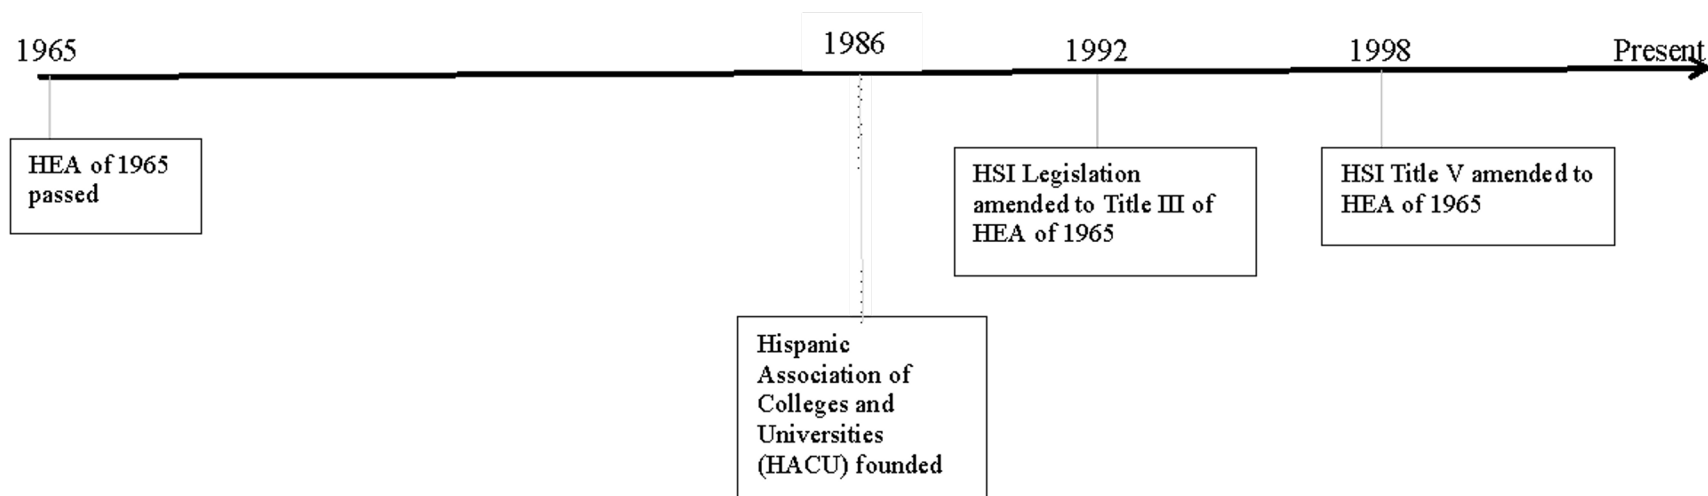 1965
1986
1992
1998
Present
HEA of 1965
passed
HSI Legislation
amended to Title III of
HEA of 1965
HSI Title V amended to
HEA of 1965
Hispanic
Association of
Colleges and
Universities
(HACU) founded